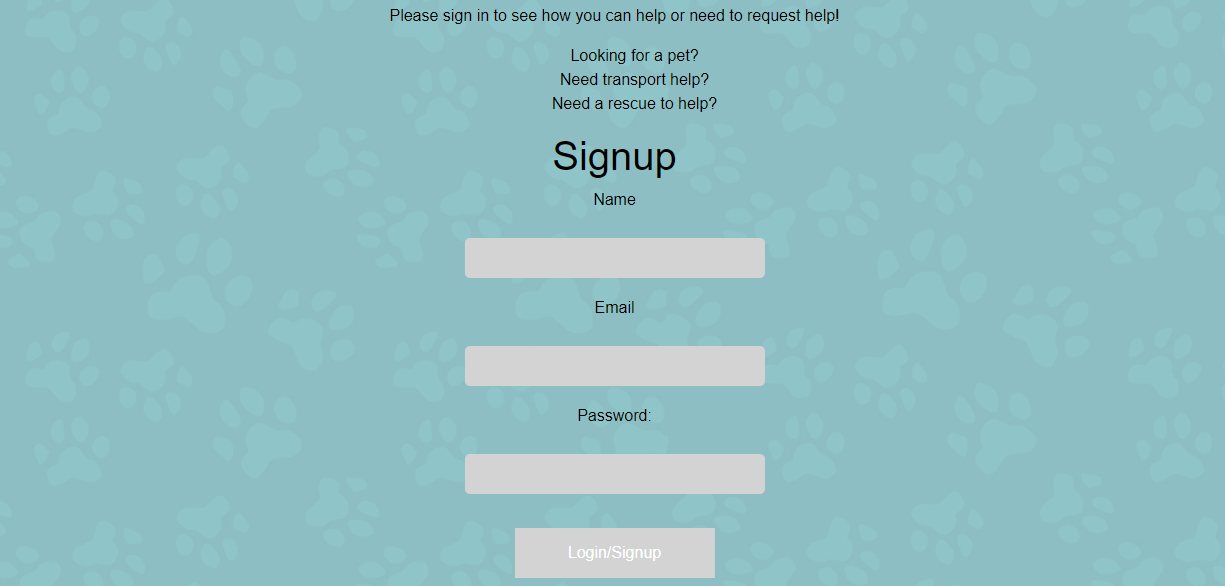 Please sign in to see how you can help or need to request help!
Looking for a pet?
Need transport help?
Need a rescue to help?
Signup
Name
Email
Password:
Login/Signup